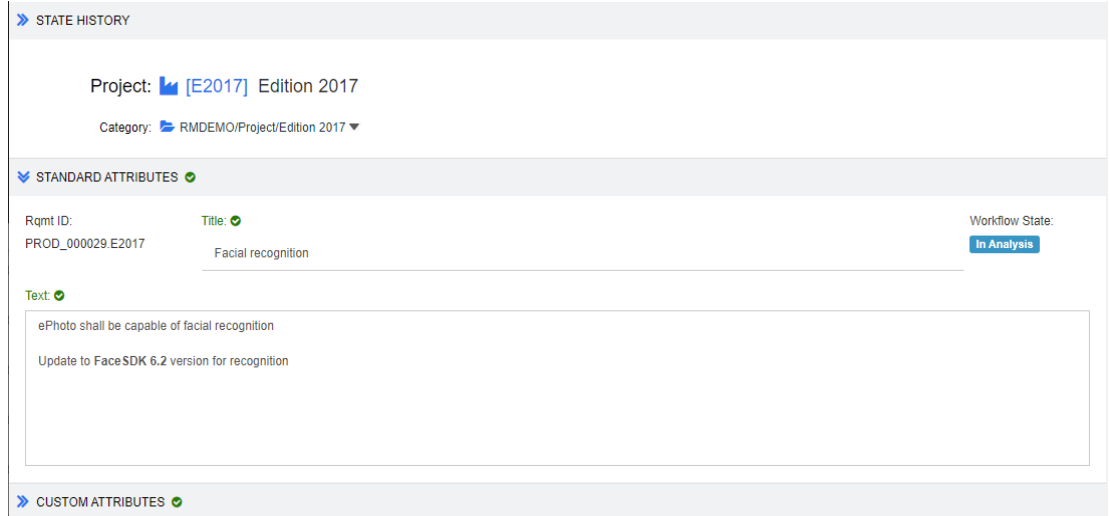 STATE HISTORY
Project: [E2017] Edition 2017
Category: RMDEMO/Project/Edition 2017
STANDARD ATTRIBUTES
Rqmt ID: Title: Workflow State:
PROD_000029.E2017 Facial recognition In Analysis
Text:
ePhoto shall be capable of facial recognition
Update to FaceSDK 6.2 version for recognition
CUSTOM ATTRIBUTES